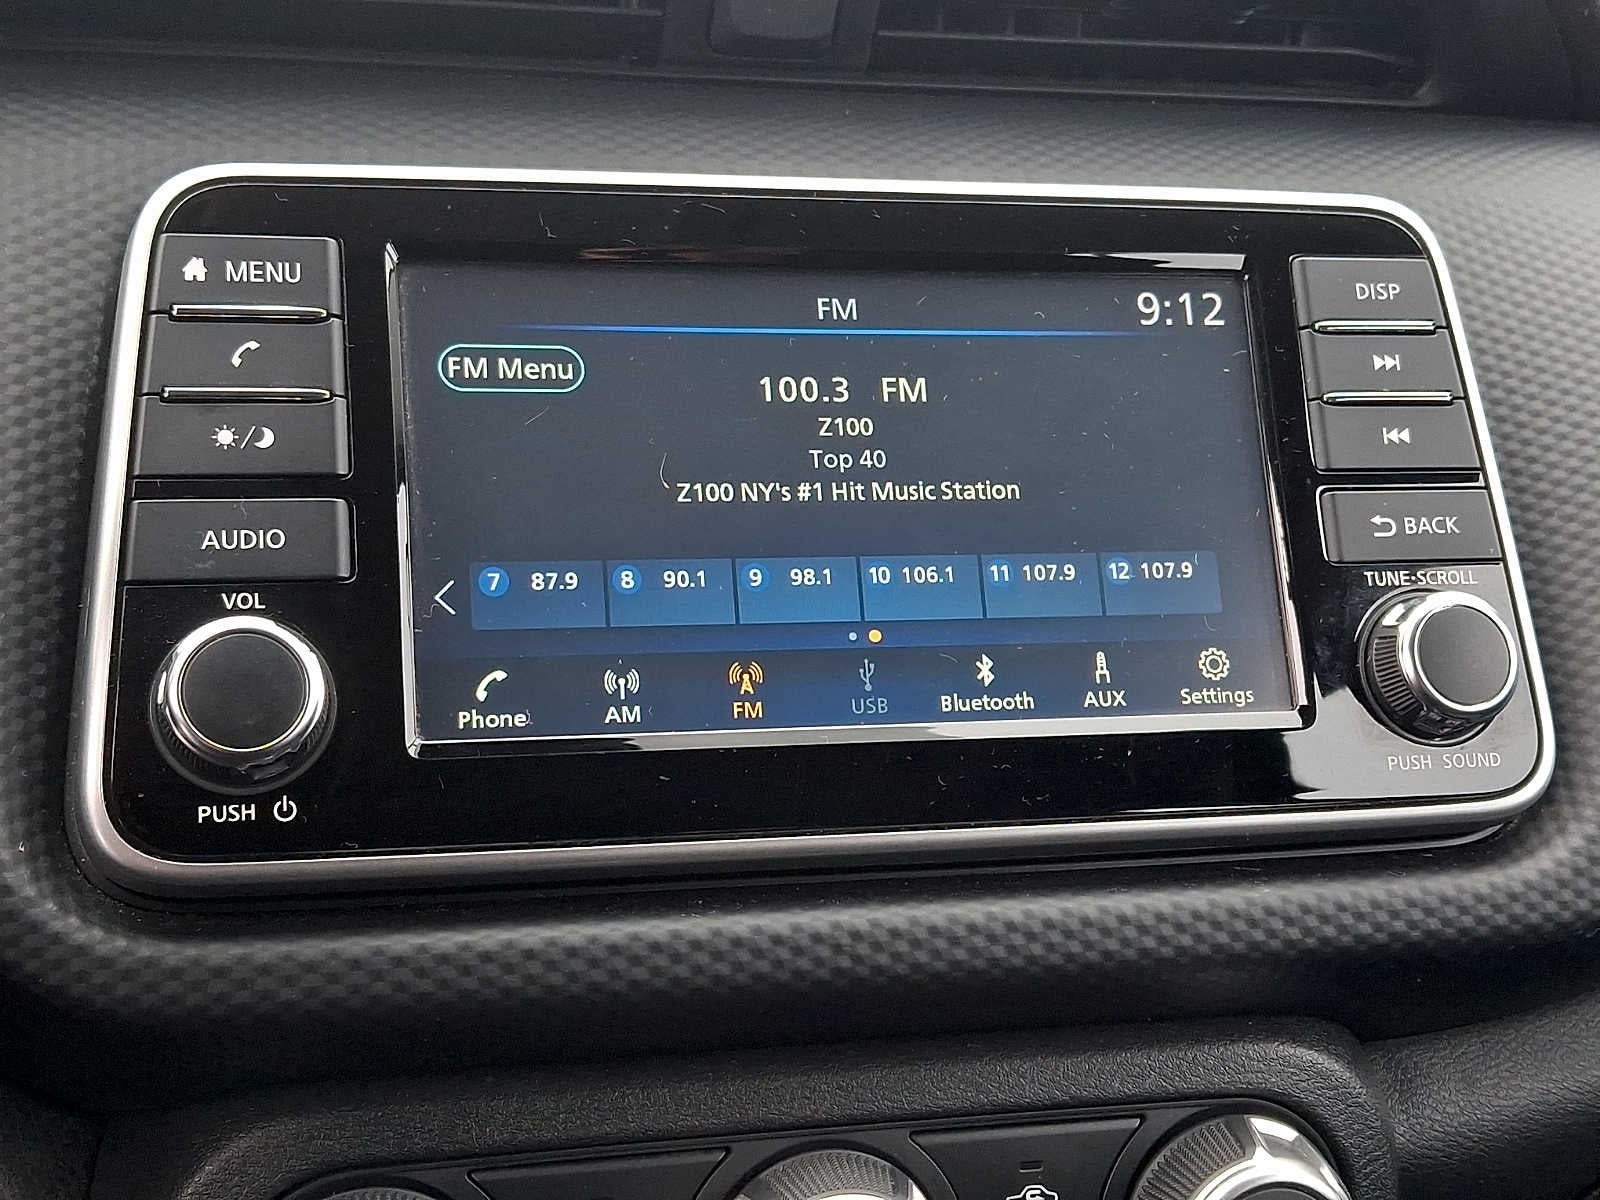 MENU
AUDIO
VOL
PUSH
FM
9:12
FM Menu
100.3 FM
Z100
Top 40
Z100 NY's #1 Hit Music Station
7 87.9 8 90.1 9 98.1 10 106.1 11 107.9 12 107.9
Phone AM FM USB Bluetooth AUX Settings
DISP
BACK
TUNE-SCROLL
PUSH SOUND